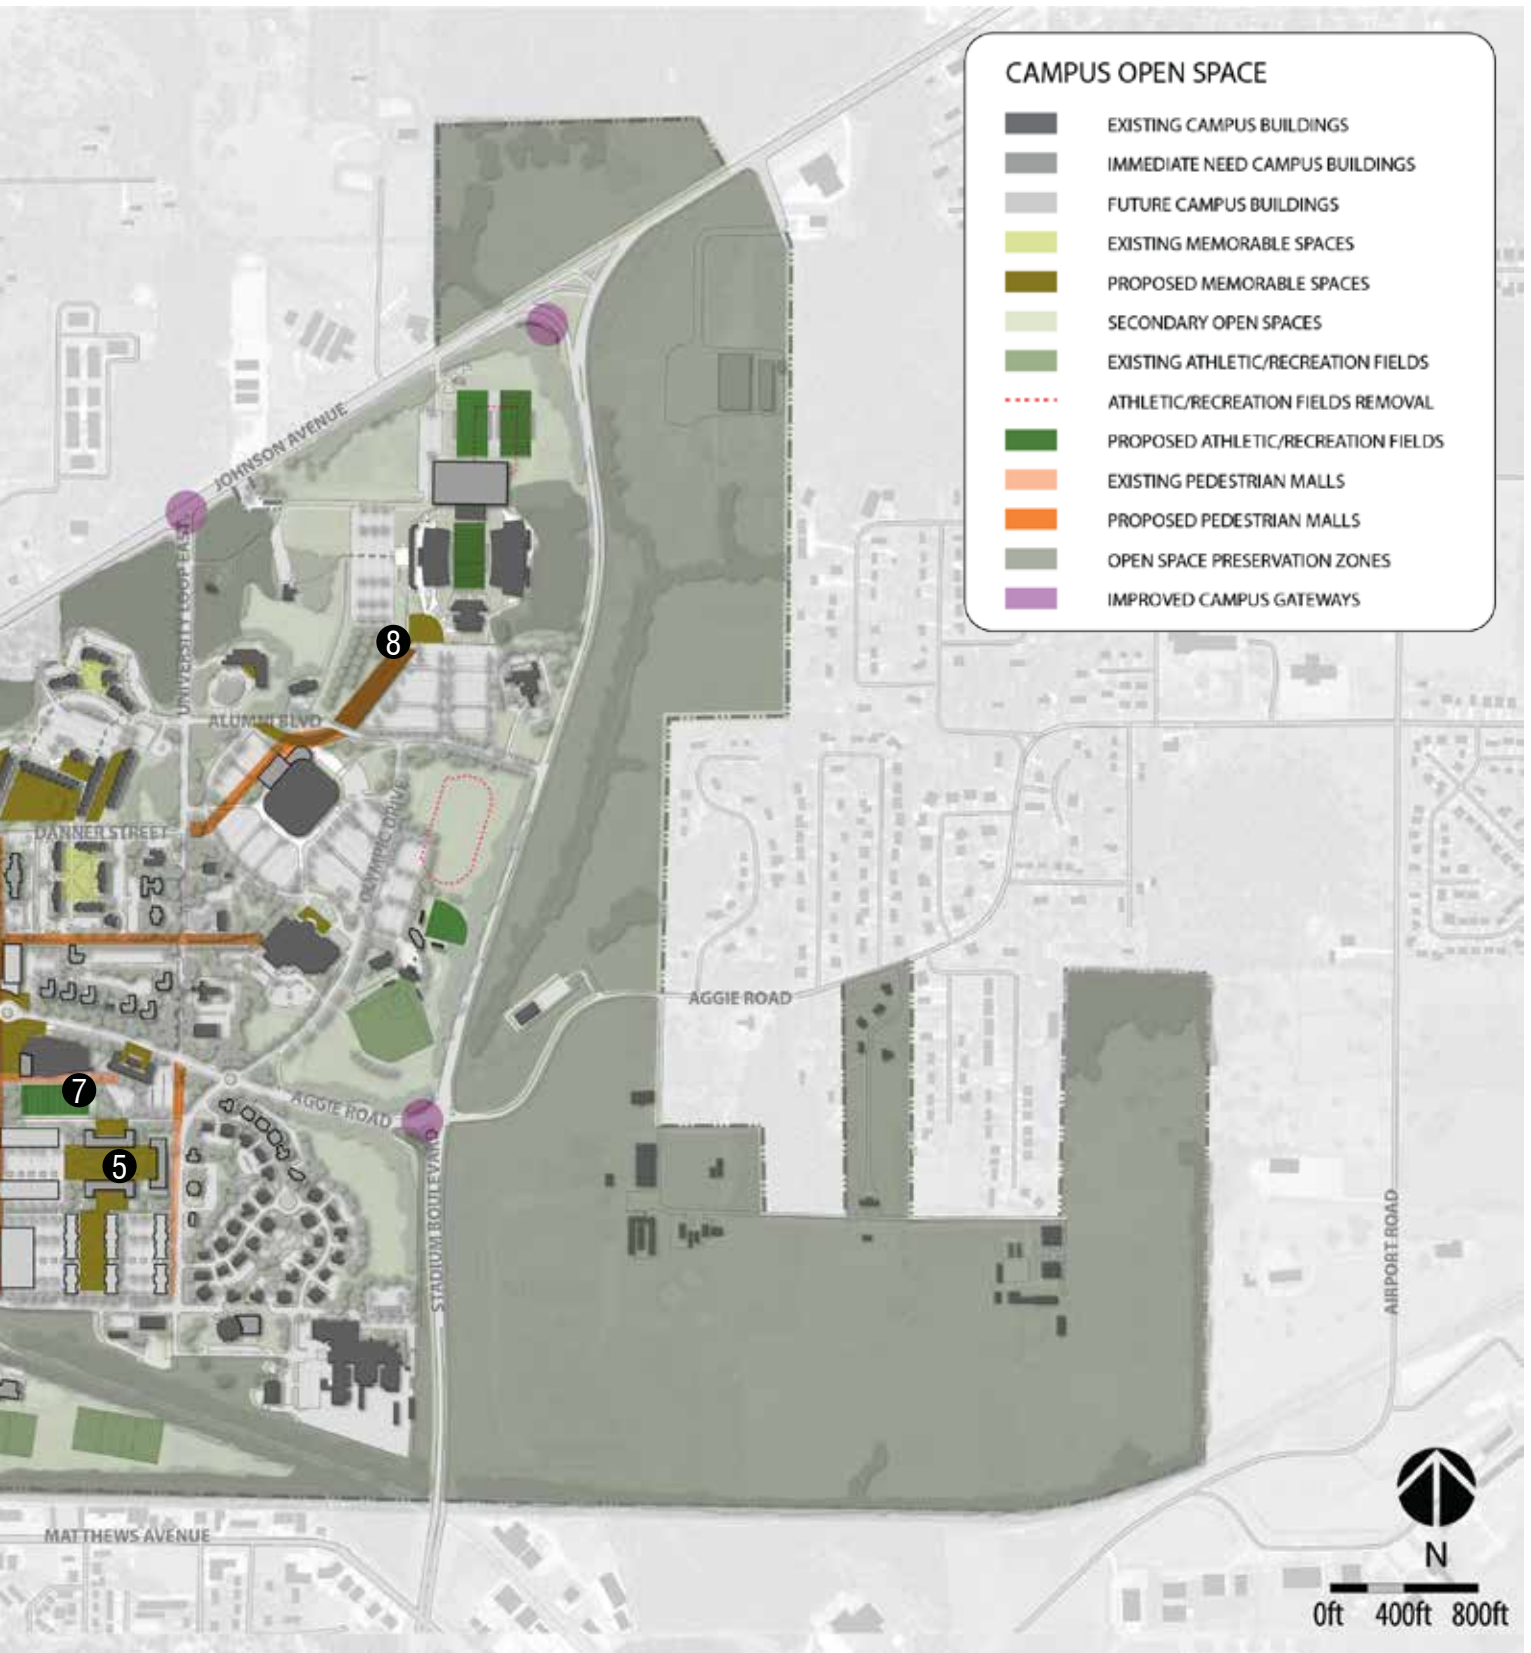 CAMPUS OPEN SPACE
EXISTING CAMPUS BUILDINGS
IMMEDIATE NEED CAMPUS BUILDINGS
FUTURE CAMPUS BUILDINGS
EXISTING MEMORABLE SPACES
PROPOSED MEMORABLE SPACES
SECONDARY OPEN SPACES
EXISTING ATHLETIC/RECREATION FIELDS
ATHLETIC/RECREATION FIELDS REMOVAL
PROPOSED ATHLETIC/RECREATION FIELDS
EXISTING PEDESTRIAN MALLS
PROPOSED PEDESTRIAN MALLS
OPEN SPACE PRESERVATION ZONES
IMPROVED CAMPUS GATEWAYS
JOHNSON AVENUE
UNIVERSITY LOOP EAST
8
ALUMNI BLVD
OLYMPIC DRIVE
DANNER STREET
AGGIE ROAD
7
AGGIE ROAD
5
STADIUM BOULEVARD
AIRPORT ROAD
MATTHEWS AVENUE
N
0ft 400ft 800ft